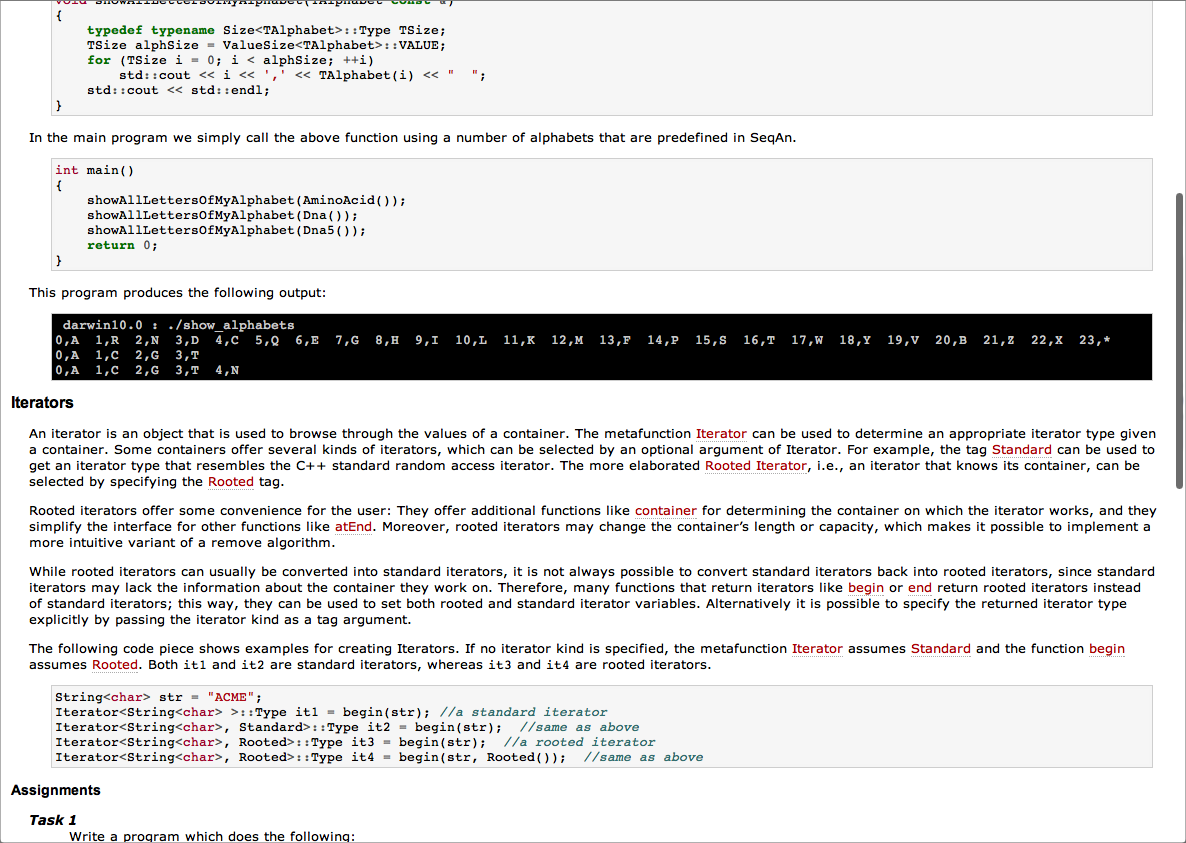 void showAllLettersOfMyAlphabet(TAlphabet const &)
{
    typedef typename Size<TAlphabet>::Type TSize;
    TSize alphSize = ValueSize<TAlphabet>::VALUE;
    for (TSize i = 0; i < alphSize; ++i)
        std::cout << i << ',' << TAlphabet(i) << "  ";
    std::cout << std::endl;
}
In the main program we simply call the above function using a number of alphabets that are predefined in SeqAn.
int main()
{
    showAllLettersOfMyAlphabet(AminoAcid());
    showAllLettersOfMyAlphabet(Dna());
    showAllLettersOfMyAlphabet(Dna5());
    return 0;
}
This program produces the following output:
darwin10.0 : ./show_alphabets
0,A  1,R  2,N  3,D  4,C  5,Q  6,E  7,G  8,H  9,I  10,L  11,K  12,M  13,F  14,P  15,S  16,T  17,W  18,Y  19,V  20,B  21,Z  22,X  23,*
0,A  1,C  2,G  3,T
0,A  1,C  2,G  3,T  4,N
Iterators
An iterator is an object that is used to browse through the values of a container. The metafunction Iterator can be used to determine an appropriate iterator type given
a container. Some containers offer several kinds of iterators, which can be selected by an optional argument of Iterator. For example, the tag Standard can be used to
get an iterator type that resembles the C++ standard random access iterator. The more elaborated Rooted Iterator, i.e., an iterator that knows its container, can be
selected by specifying the Rooted tag.
Rooted iterators offer some convenience for the user: They offer additional functions like container for determining the container on which the iterator works, and they
simplify the interface for other functions like atEnd. Moreover, rooted iterators may change the container’s length or capacity, which makes it possible to implement a
more intuitive variant of a remove algorithm.
While rooted iterators can usually be converted into standard iterators, it is not always possible to convert standard iterators back into rooted iterators, since standard
iterators may lack the information about the container they work on. Therefore, many functions that return iterators like begin or end return rooted iterators instead
of standard iterators; this way, they can be used to set both rooted and standard iterator variables. Alternatively it is possible to specify the returned iterator type
explicitly by passing the iterator kind as a tag argument.
The following code piece shows examples for creating Iterators. If no iterator kind is specified, the metafunction Iterator assumes Standard and the function begin
assumes Rooted. Both it1 and it2 are standard iterators, whereas it3 and it4 are rooted iterators.
String<char> str = "ACME";
Iterator<String<char> >::Type it1 = begin(str); //a standard iterator
Iterator<String<char>, Standard>::Type it2 = begin(str);  //same as above
Iterator<String<char>, Rooted>::Type it3 = begin(str);  //a rooted iterator
Iterator<String<char>, Rooted>::Type it4 = begin(str, Rooted());  //same as above
Assignments
Task 1
Write a program which does the following: